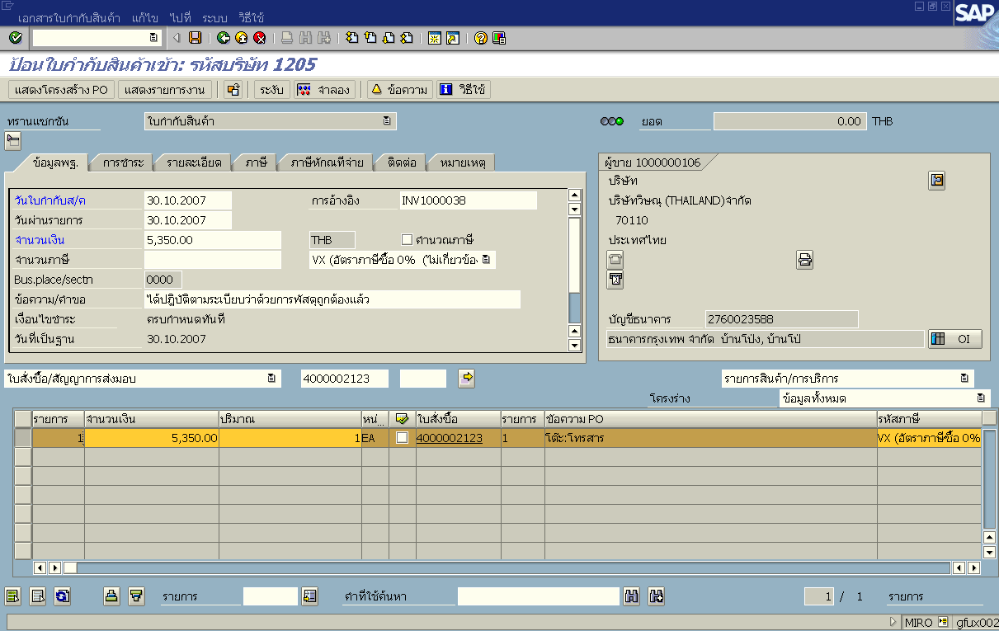 เอกสารใบกำกับสินค้า แก้ไข ไปที่ ระบบ วิธีใช้
SAP
ป้อนใบกำกับสินค้าเข้า: รหัสบริษัท 1205
แสดงโครงสร้าง PO แสดงรายการงาน ระงับ จำลอง ข้อความ วิธีใช้
ทรานแซกชัน ใบกำกับสินค้า ยอด 0.00 THB
ข้อมูลพฐ. การชำระ รายละเอียด ภาษี ภาษีหักณที่จ่าย ติดต่อ หมายเหตุ ผู้ขาย 1000000106
บริษัท
วันใบกำกับส/ค 30.10.2007 การอ้างอิง INV1000038 บริษัทวิษณุ (THAILAND)จำกัด
วันผ่านรายการ 30.10.2007 70110
จำนวนเงิน 5,350.00 THB คำนวณภาษี ประเทศไทย
จำนวนภาษี VX (อัตราภาษีซื้อ 0% (ไม่เกี่ยวข้อ
Bus.place/sectn 0000
ข้อความ/คำขอ ได้ปฎิบัติตามระเบียบว่าด้วยการพัสดุถูกต้องแล้ว
เงื่อนไขชำระ ครบกำหนดทันที บัญชีธนาคาร 2760023588
วันที่เป็นฐาน 30.10.2007 ธนาคารกรุงเทพ จำกัด บ้านโป่ง, บ้านโป OI
ใบสั่งซื้อ/สัญญาการส่งมอบ 4000002123 รายการสินค้า/การบริการ
โครงร่าง ข้อมูลทั้งหมด
รายการ จำนวนเงิน ปริมาณ หน่... ใบสั่งซื้อ รายการ ข้อความ PO รหัสภาษี
1 5,350.00 1 EA 4000002123 1 โต๊ะ:โทรสาร VX (อัตราภาษีซื้อ 0%
รายการ คำที่ใช้ค้นหา 1 / 1 รายการ
MIRO gfux002